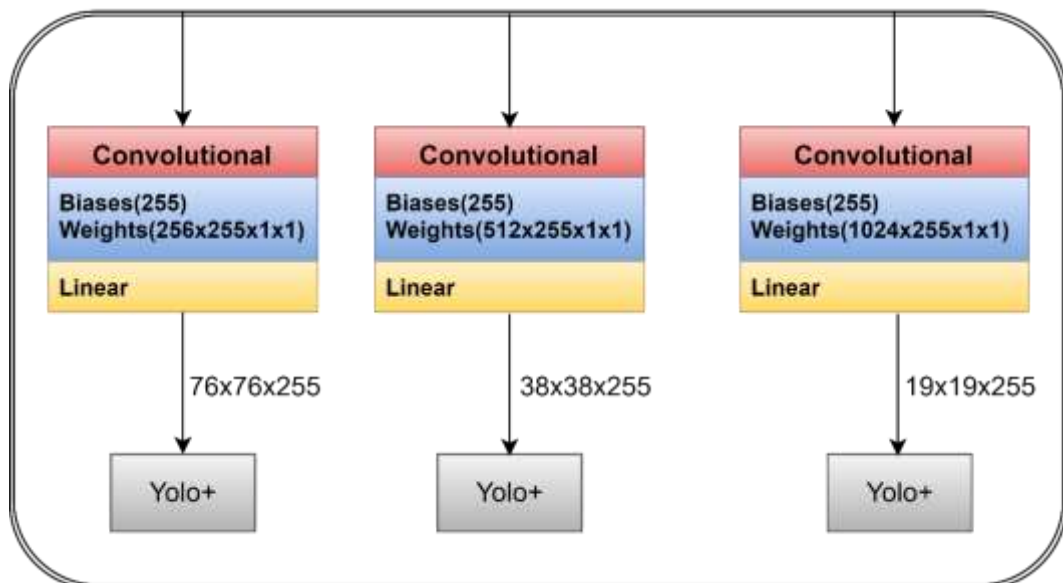 Convolutional
Biases(255)
Weights(256x255x1x1)
Linear
76x76x255
Yolo+
Convolutional
Biases(255)
Weights(512x255x1x1)
Linear
38x38x255
Yolo+
Convolutional
Biases(255)
Weights(1024x255x1x1)
Linear
19x19x255
Yolo+